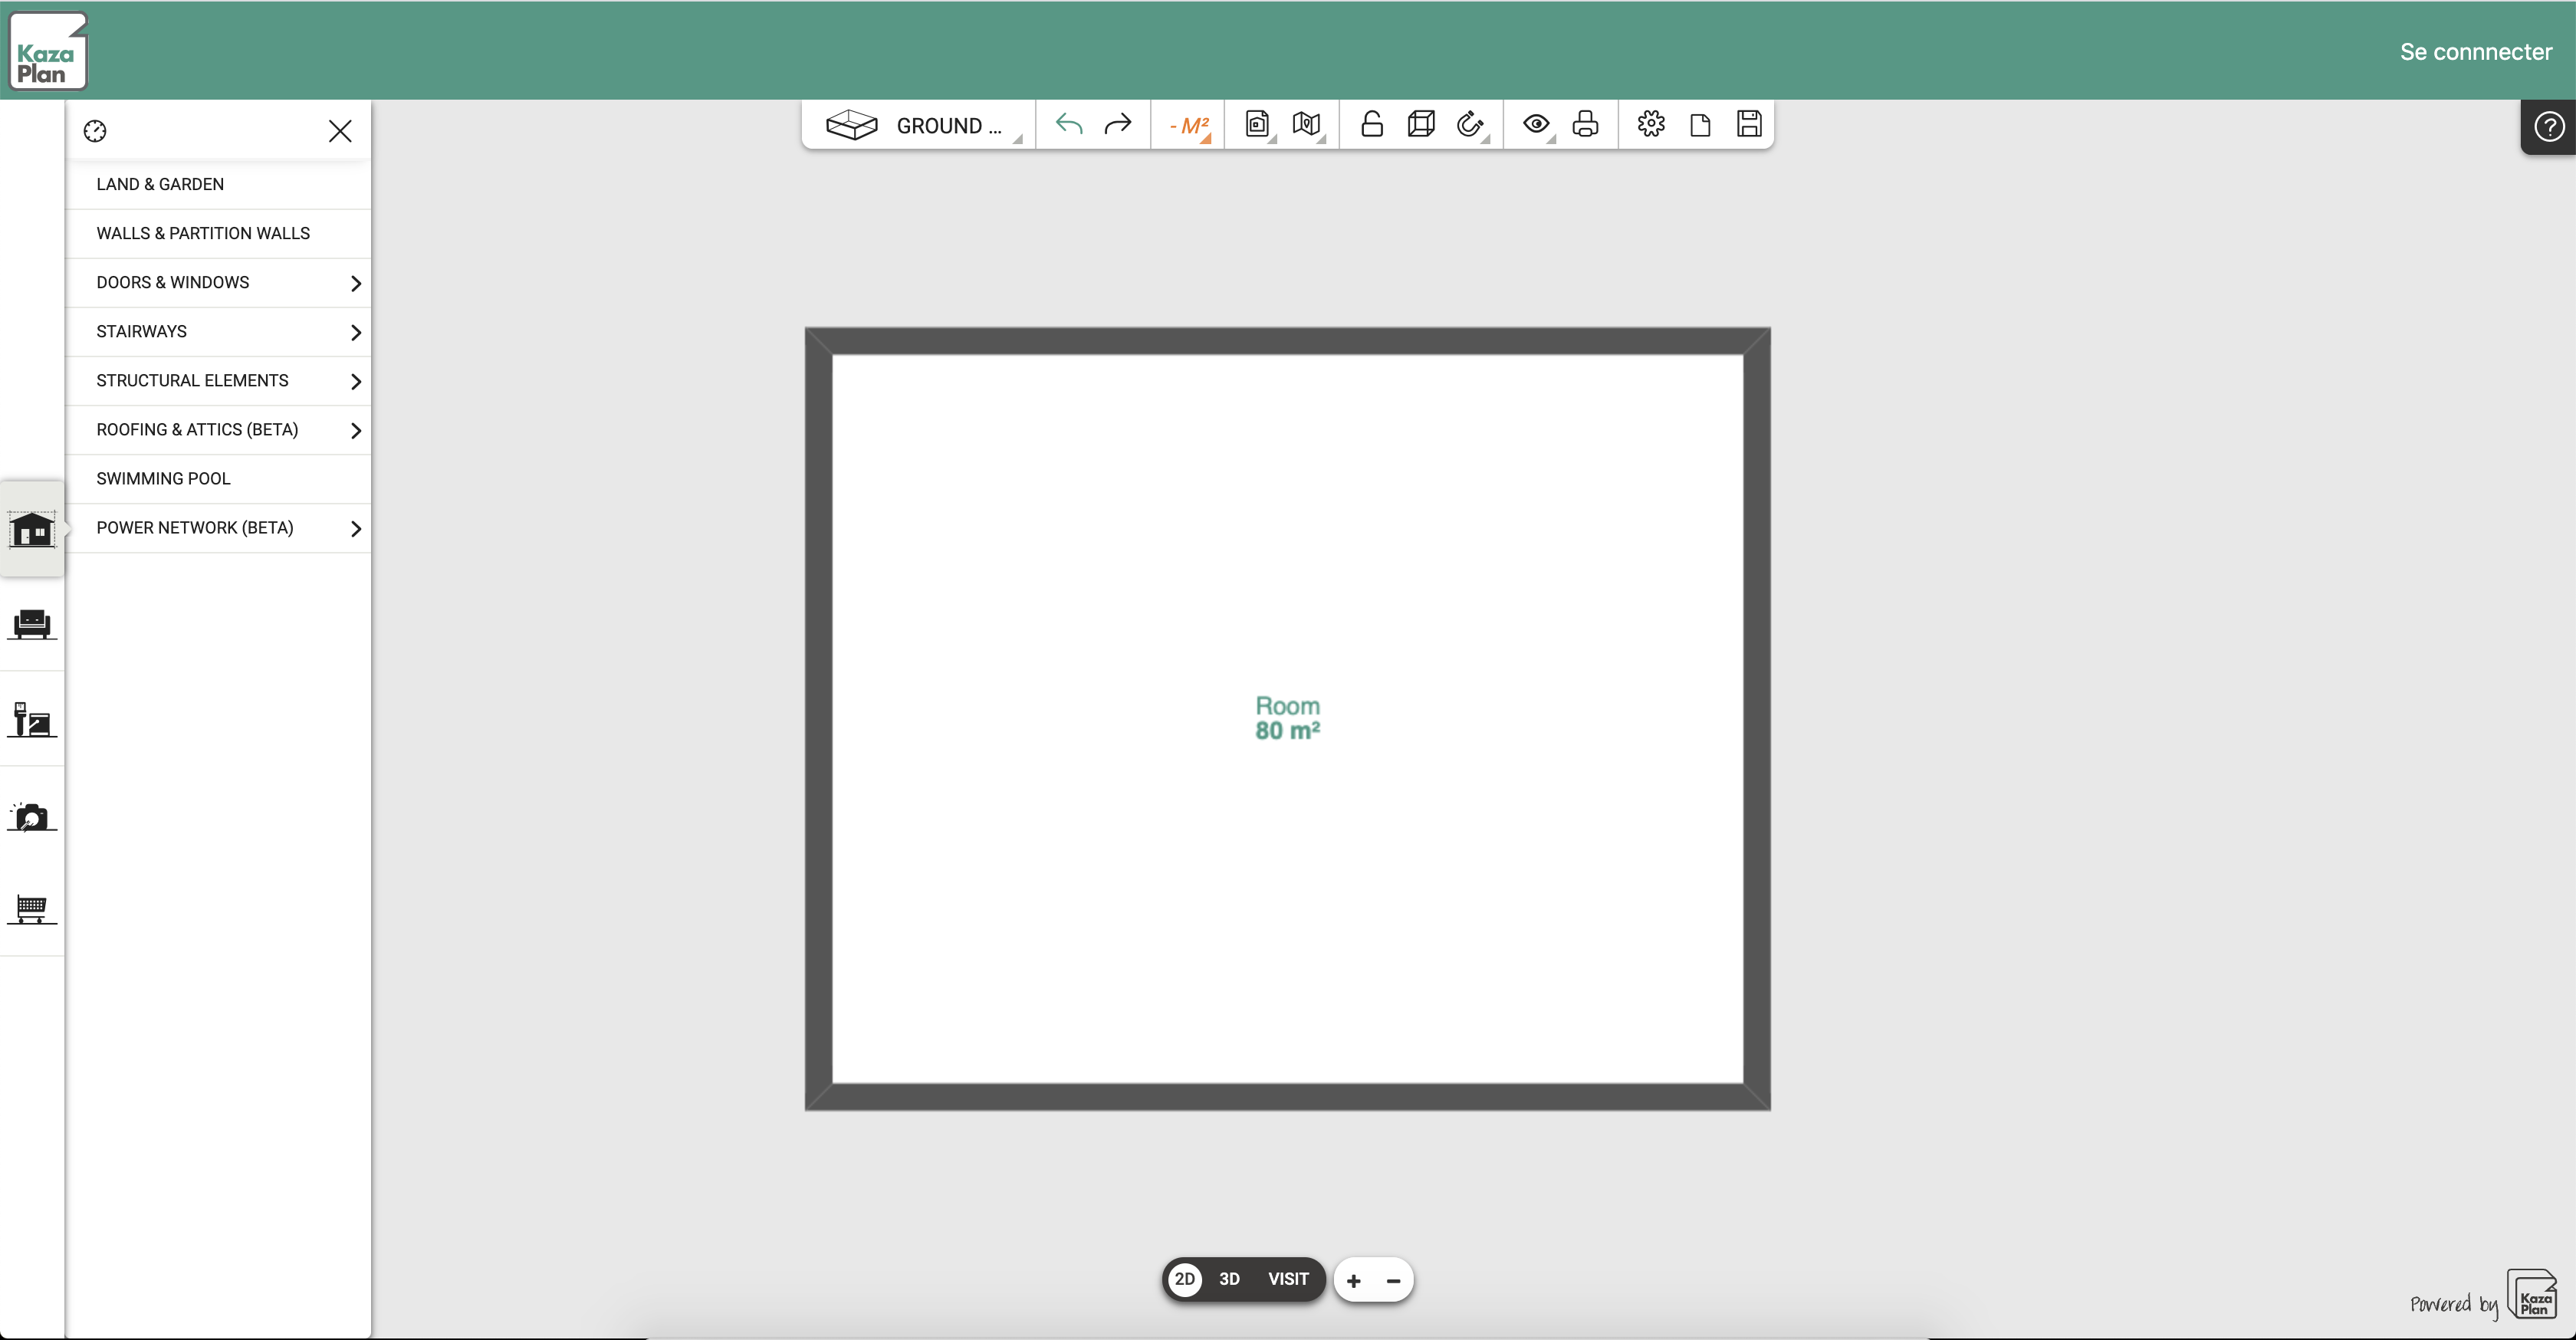 Kaza
Plan
Se connnecter
GROUND ...
- M²
LAND & GARDEN
WALLS & PARTITION WALLS
DOORS & WINDOWS
STAIRWAYS
STRUCTURAL ELEMENTS
ROOFING & ATTICS (BETA)
SWIMMING POOL
POWER NETWORK (BETA)
Room
80 m²
2D 3D VISIT + −
Powered by
Kaza
Plan